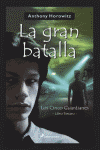 Anthony Horowitz
La gran
batalla
Los Cinco Guardianes